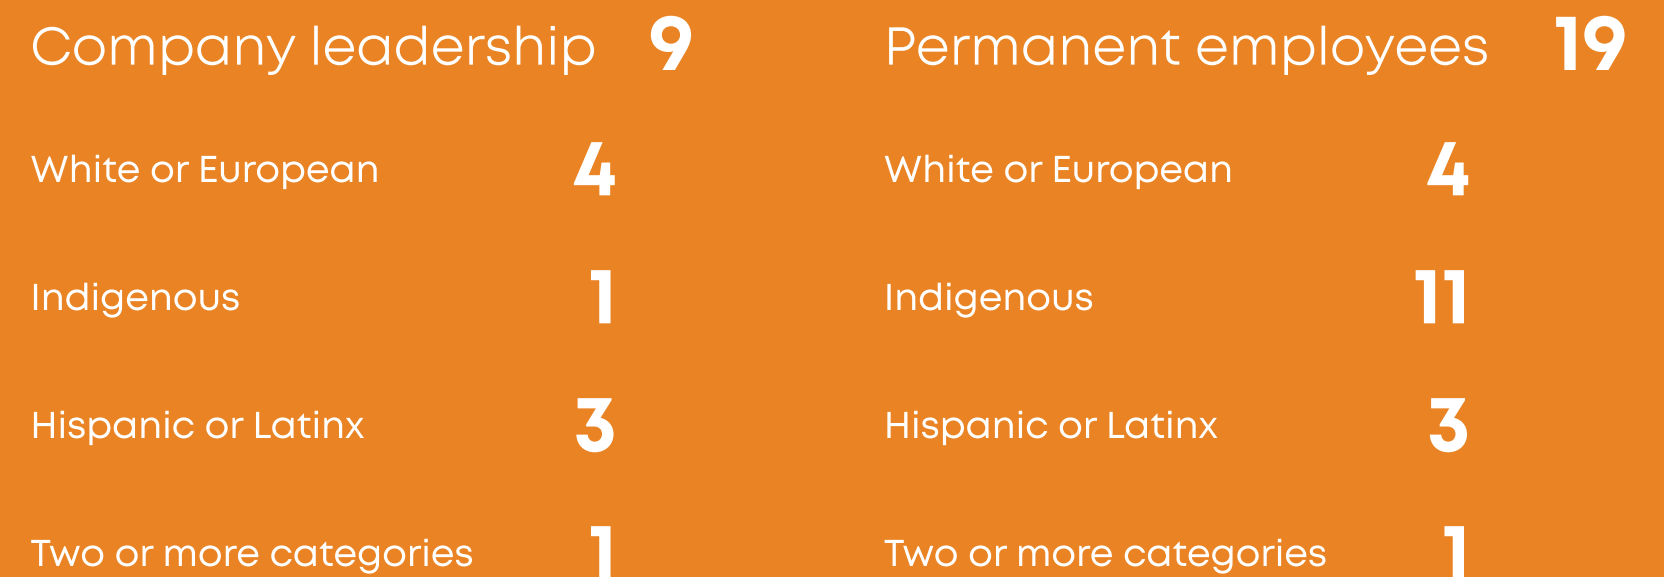 Company leadership 9
White or European 4
Indigenous 1
Hispanic or Latinx 3
Two or more categories 1
Permanent employees 19
White or European 4
Indigenous 11
Hispanic or Latinx 3
Two or more categories 1